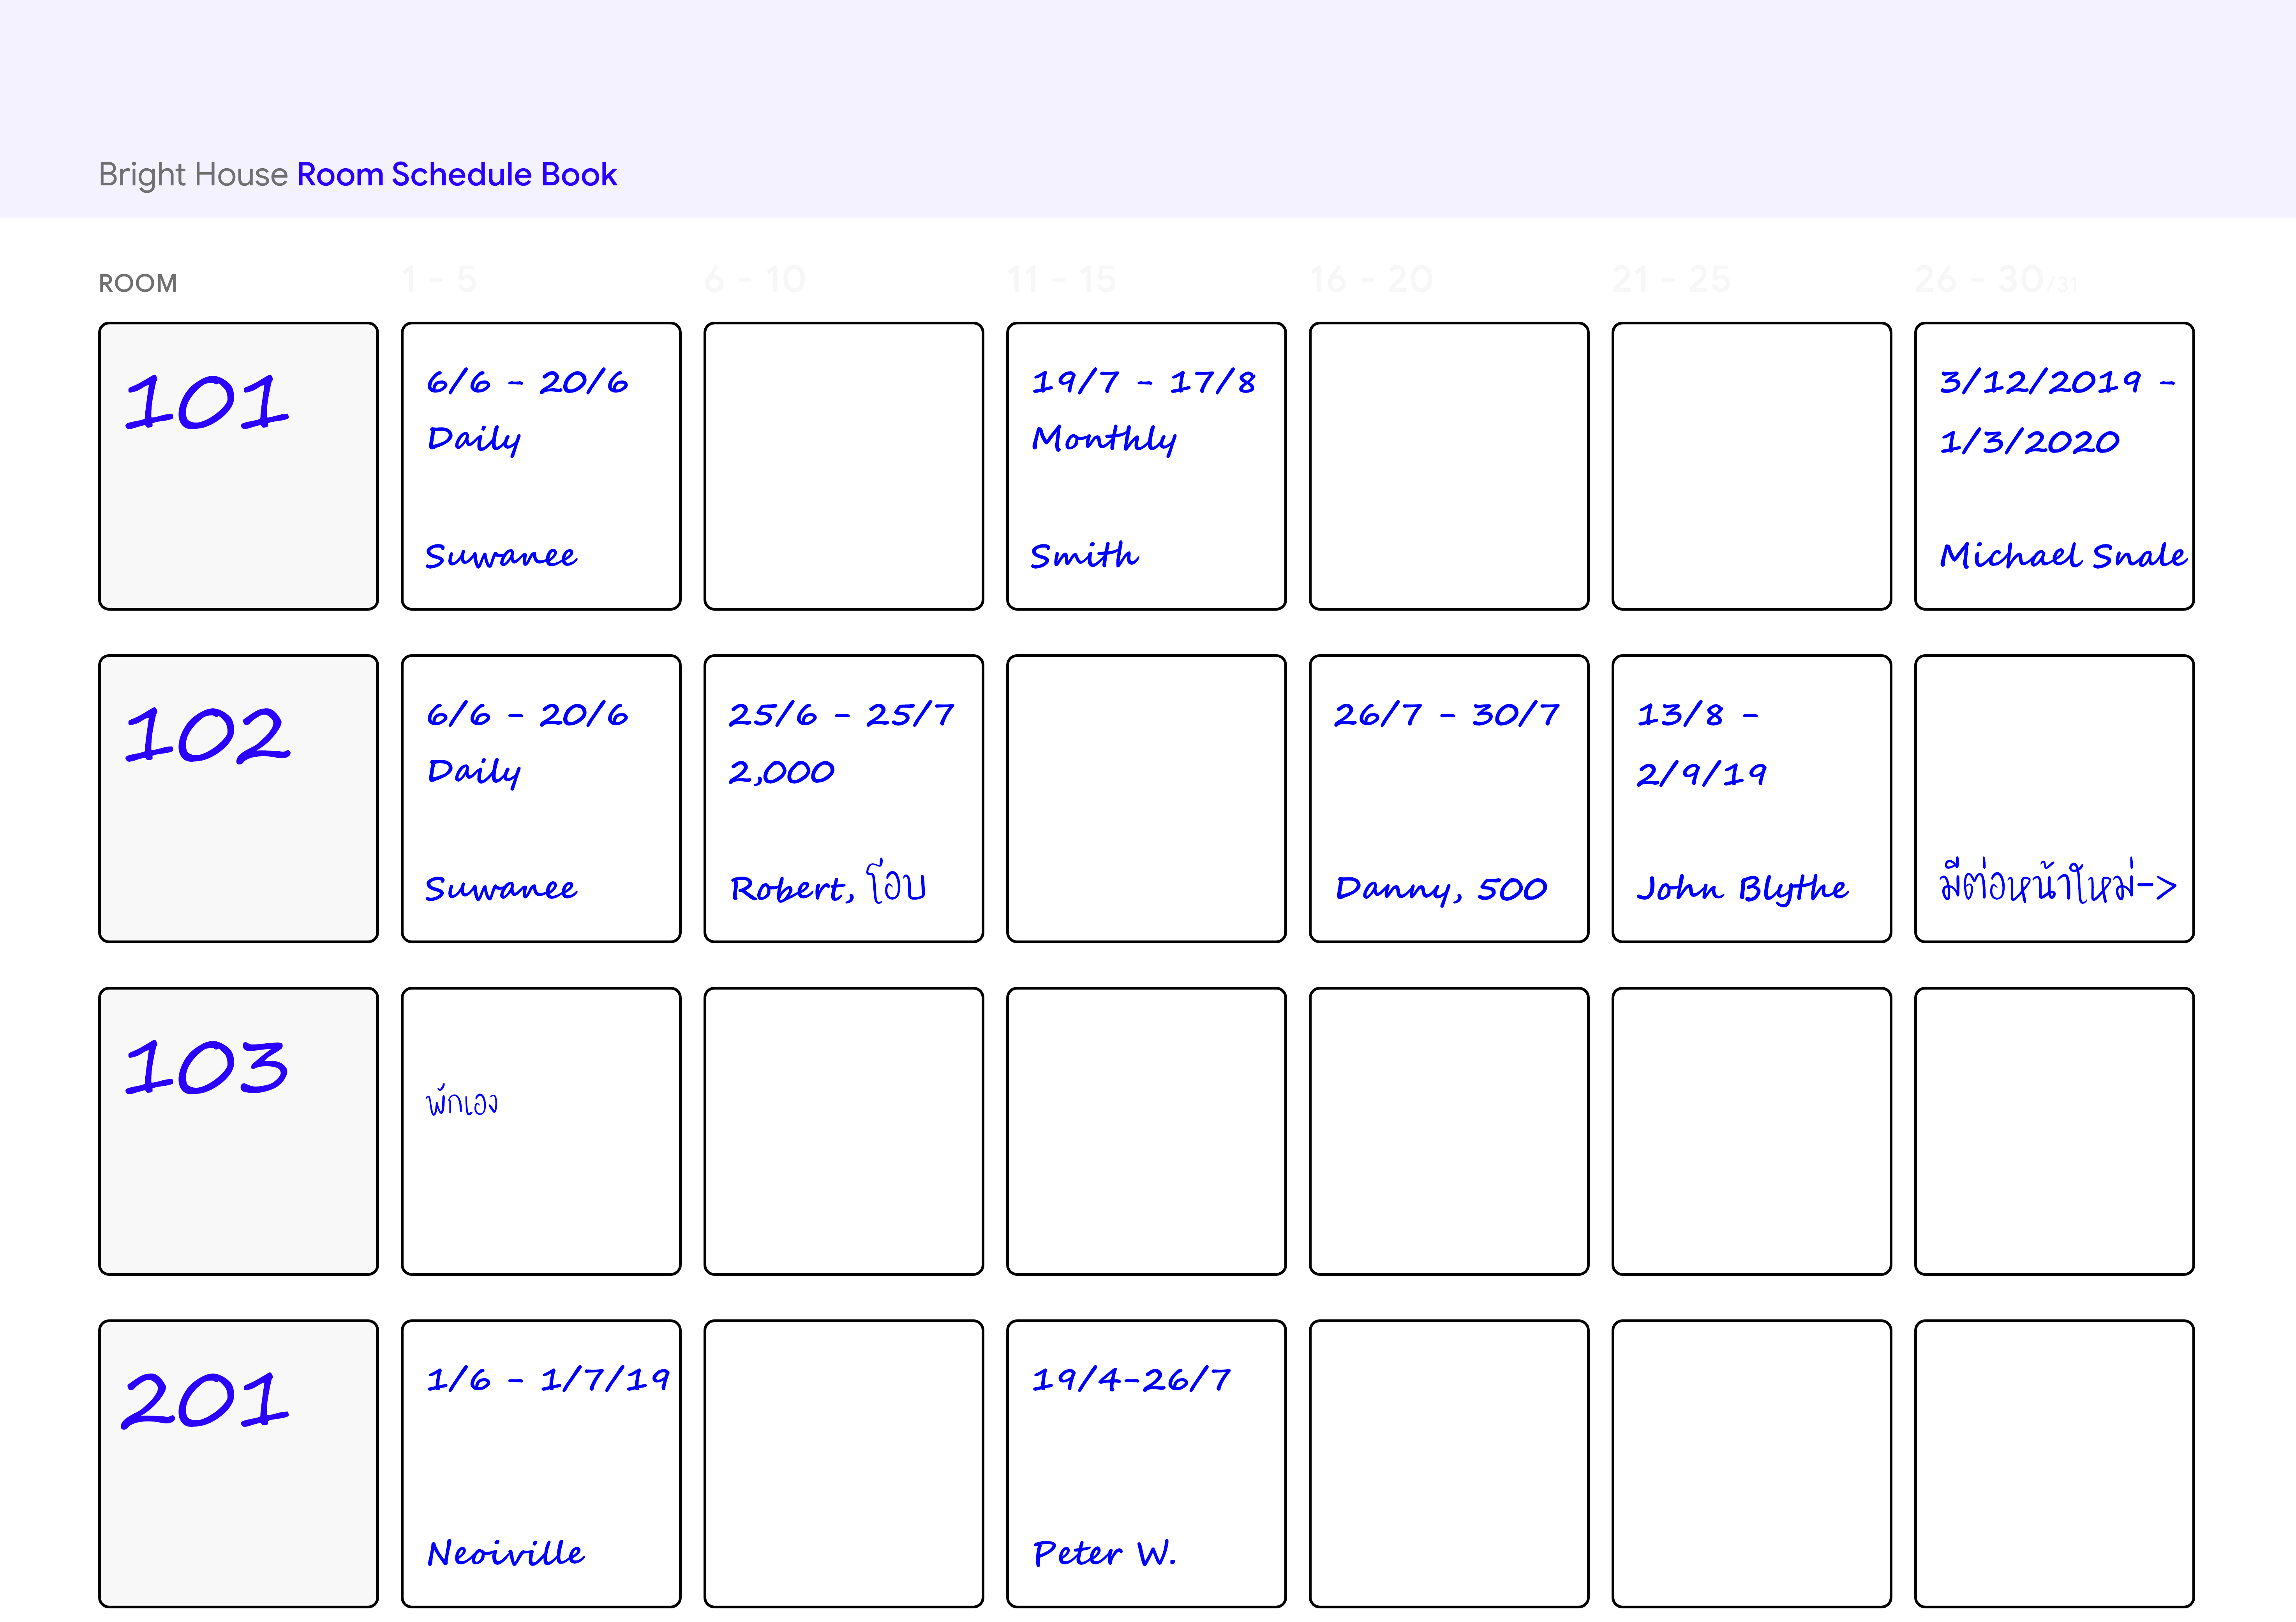 Bright House Room Schedule Book
ROOM 1 - 5 6 - 10 11 - 15 16 - 20 21 - 25 26 - 30/31
101
6/6 - 20/6
Daily
Suwanee
19/7 - 17/8
Monthly
Smith
3/12/2019 -
1/3/2020
Michael Snale
102
6/6 - 20/6
Daily
Suwanee
25/6 - 25/7
2,000
Robert, โอบ
26/7 - 30/7
Danny, 500
13/8 -
2/9/19
John Blythe
มีต่อหน้าใหม่->
103
พักเอง
201
1/6 - 1/7/19
Neoiville
19/4-26/7
Peter W.